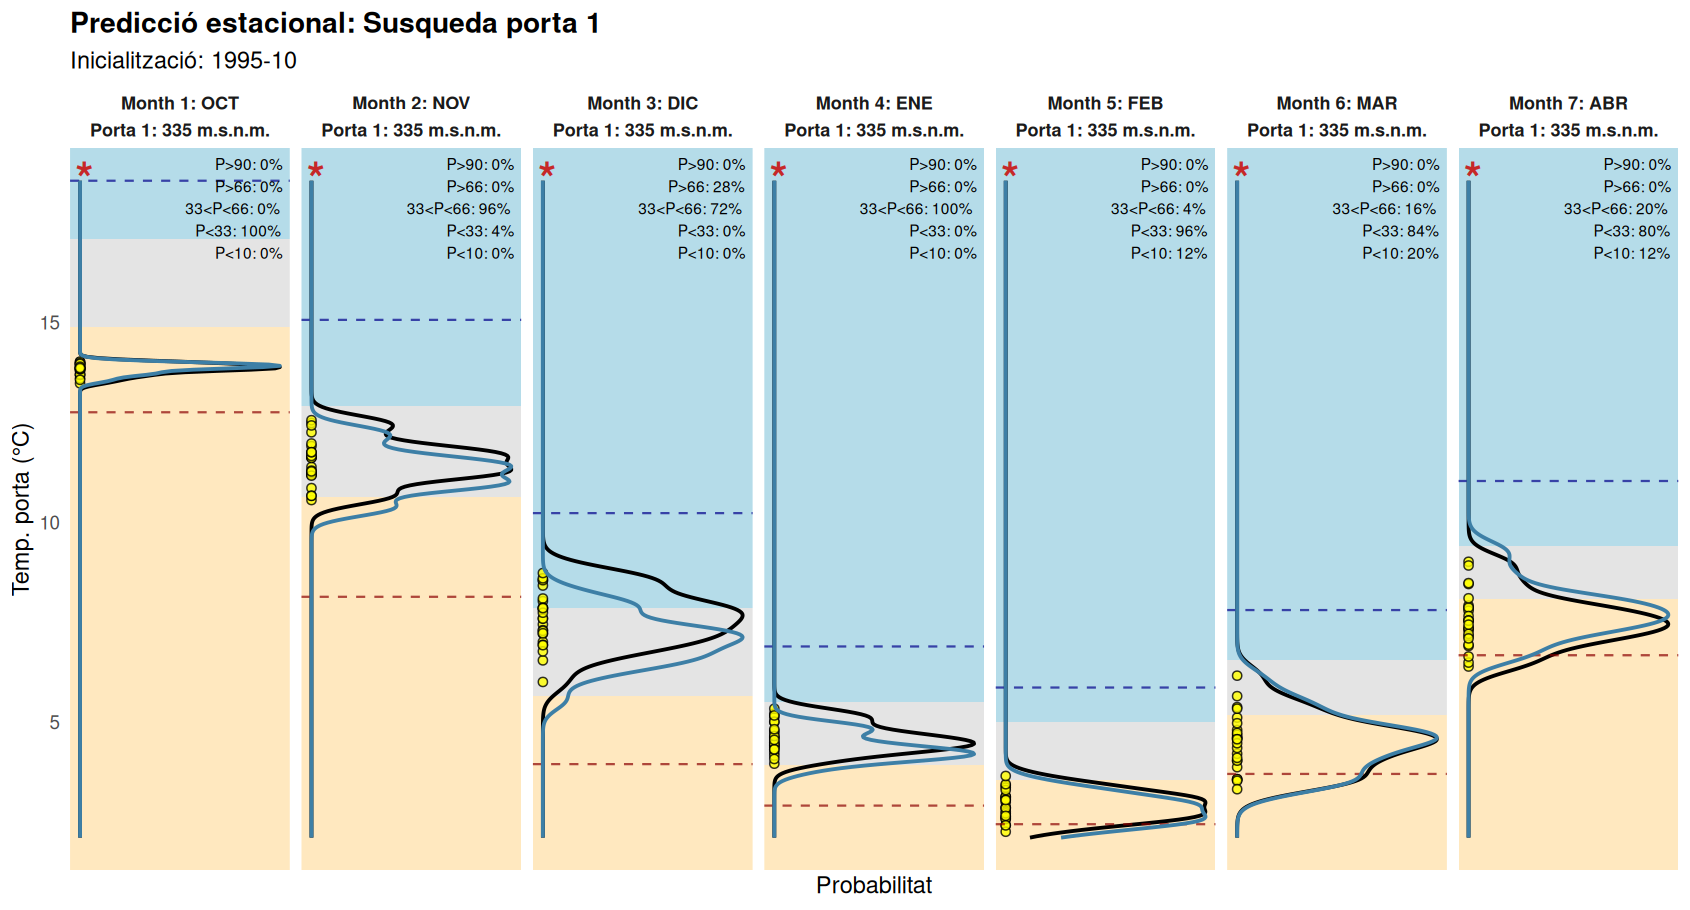 Predicció estacional: Susqueda porta 1
Inicialització: 1995-10
Month 1: OCT
Porta 1: 335 m.s.n.m.
Month 2: NOV
Porta 1: 335 m.s.n.m.
Month 3: DIC
Porta 1: 335 m.s.n.m.
Month 4: ENE
Porta 1: 335 m.s.n.m.
Month 5: FEB
Porta 1: 335 m.s.n.m.
Month 6: MAR
Porta 1: 335 m.s.n.m.
Month 7: ABR
Porta 1: 335 m.s.n.m.
*
P>90: 0%
P>66: 0%
33<P<66: 0%
P<33: 100%
P<10: 0%
*
P>90: 0%
P>66: 0%
33<P<66: 96%
P<33: 4%
P<10: 0%
*
P>90: 0%
P>66: 28%
33<P<66: 72%
P<33: 0%
P<10: 0%
*
P>90: 0%
P>66: 0%
33<P<66: 100%
P<33: 0%
P<10: 0%
*
P>90: 0%
P>66: 0%
33<P<66: 4%
P<33: 96%
P<10: 12%
*
P>90: 0%
P>66: 0%
33<P<66: 16%
P<33: 84%
P<10: 20%
*
P>90: 0%
P>66: 0%
33<P<66: 20%
P<33: 80%
P<10: 12%
Temp. porta (°C)
15
10
5
Probabilitat